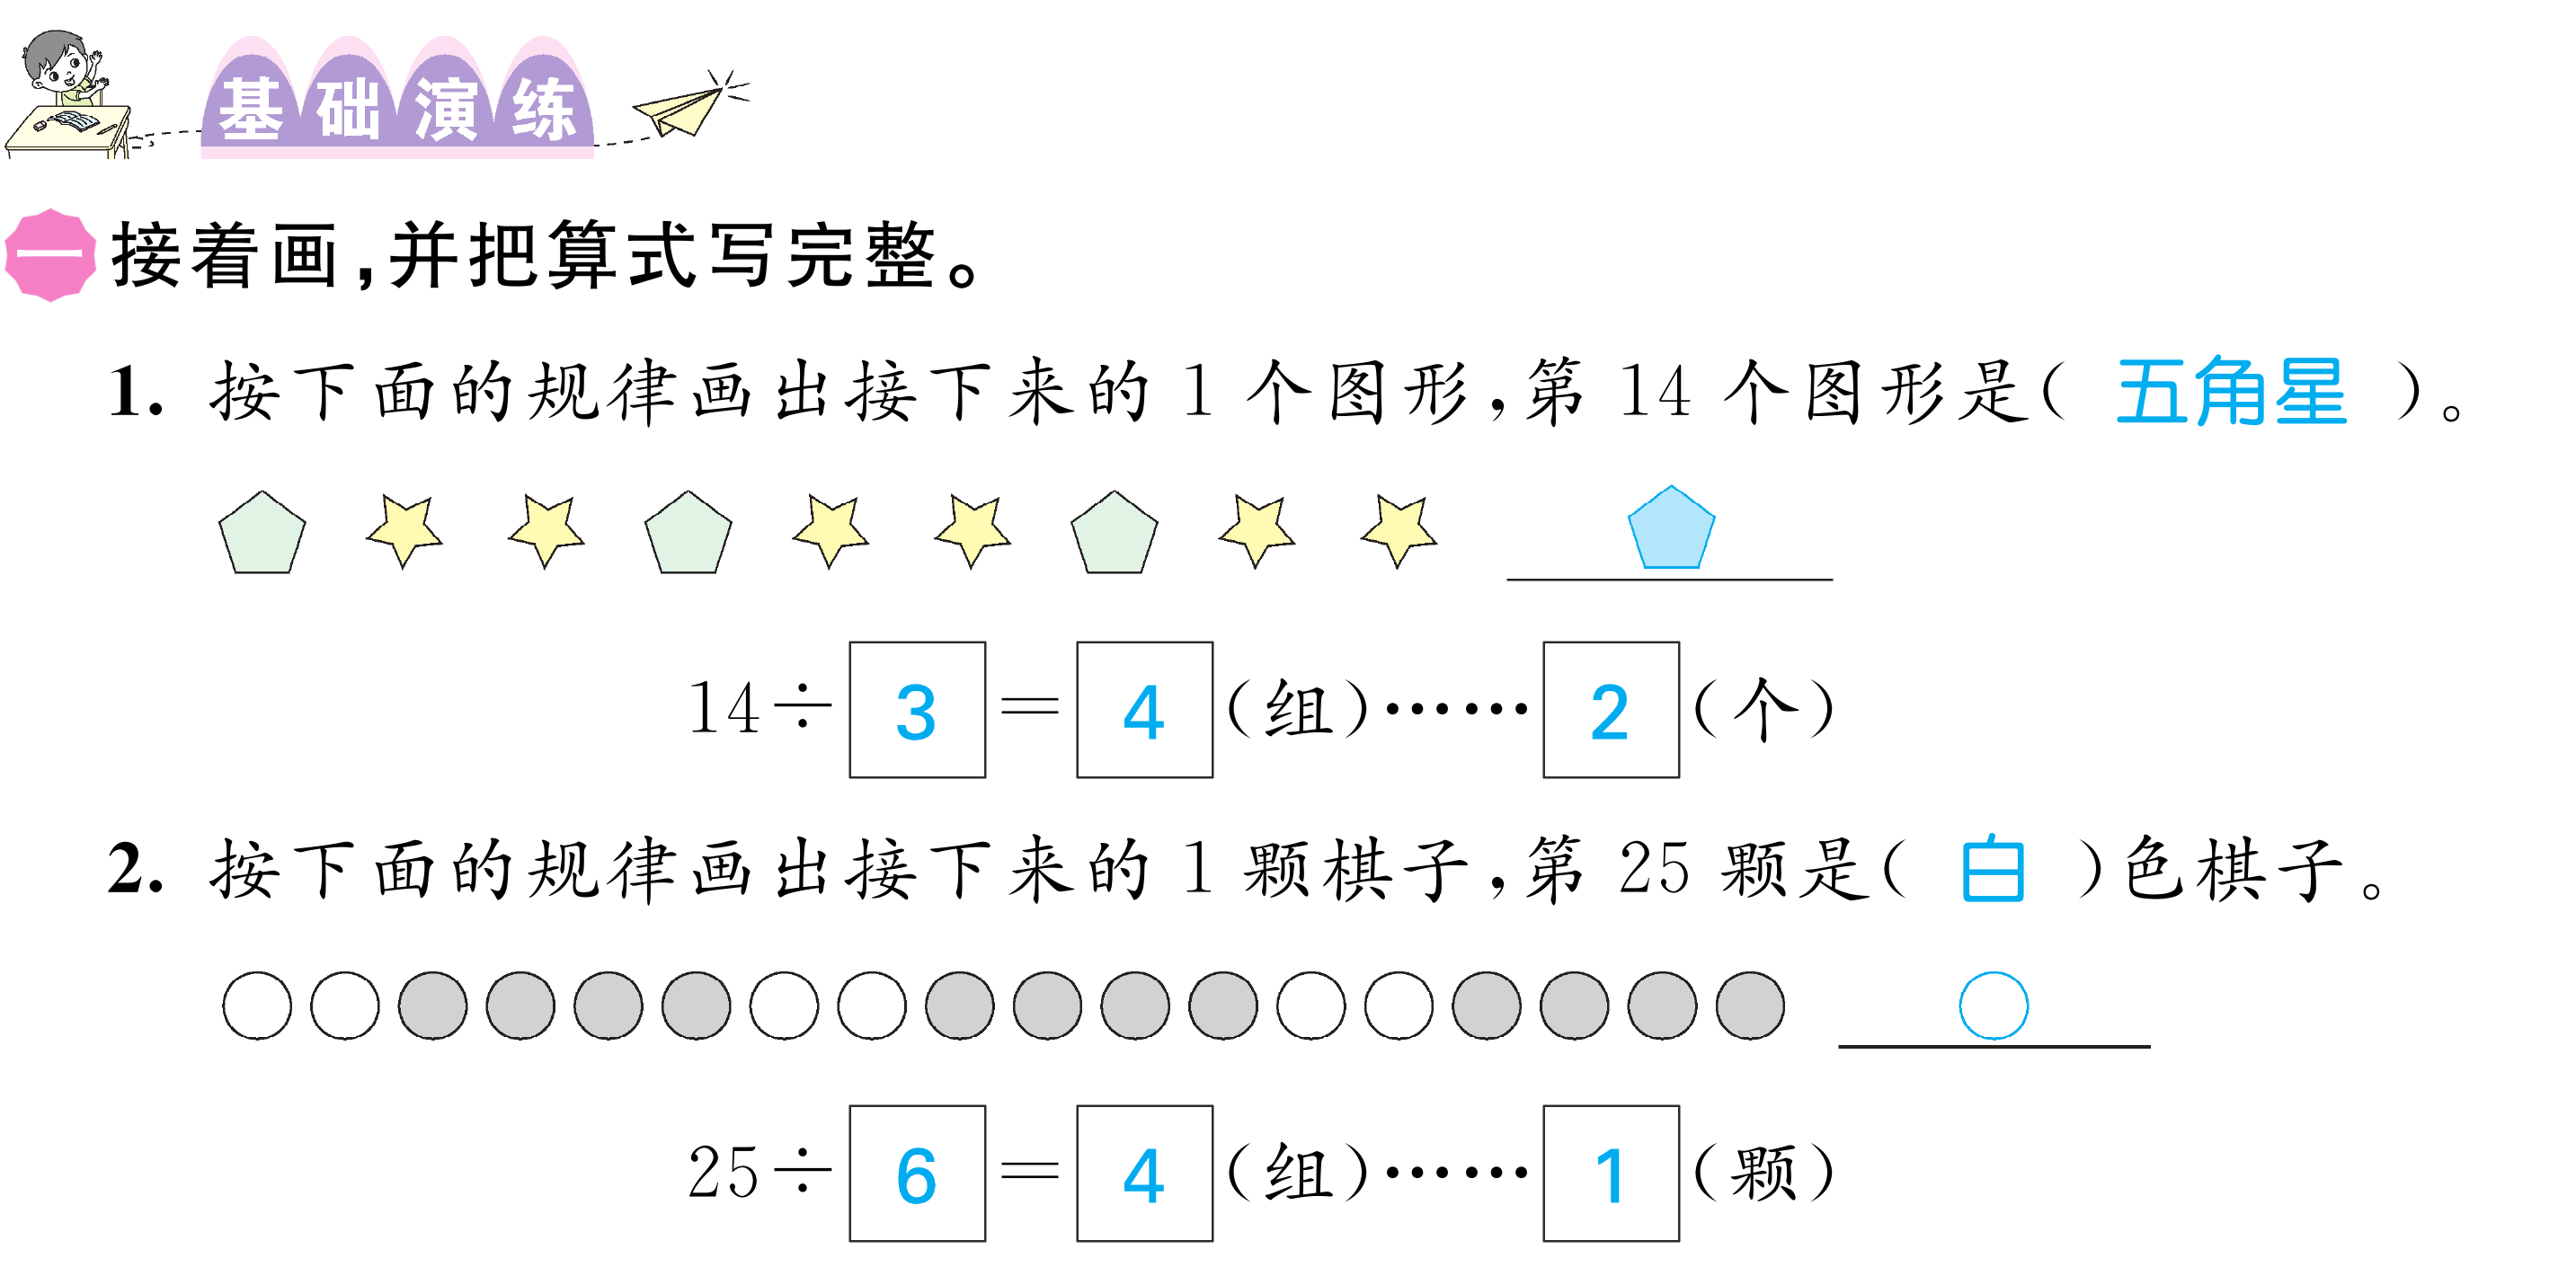 基础演练
一 接着画,并把算式写完整。
1. 按下面的规律画出接下来的 1 个图形,第 14 个图形是( 五角星 )。
14÷3=4(组)……2(个)
2. 按下面的规律画出接下来的 1 颗棋子,第 25 颗是( 白 )色棋子。
25÷6=4(组)……1(颗)